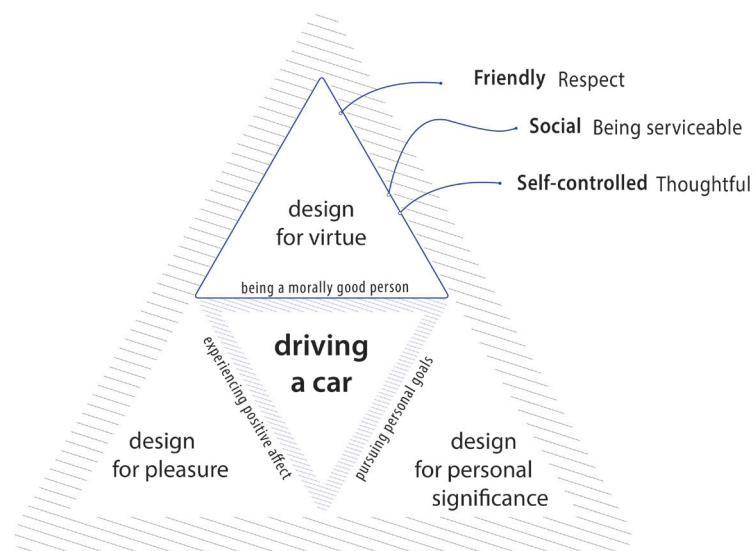 Friendly Respect
Social Being serviceable
Self-controlled Thoughtful
design
for virtue
being a morally good person
driving
a car
experiencing positive affect
pursuing personal goals
design
for pleasure
design
for personal
significance